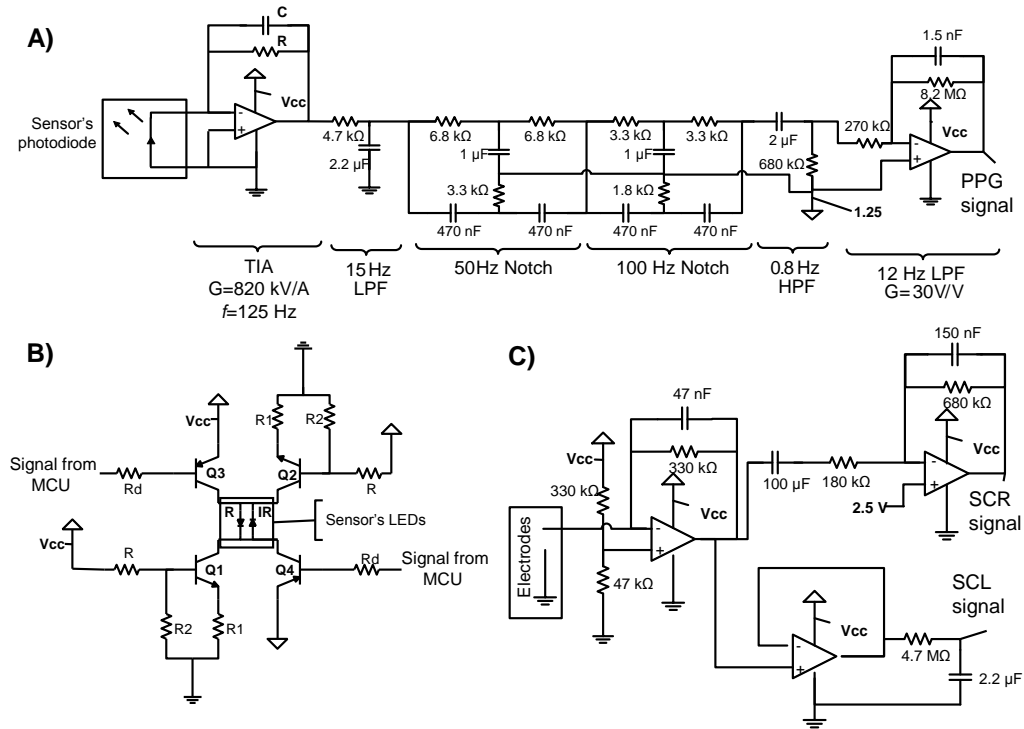 A)
C
R
Vcc
Sensor's
photodiode
4.7 kΩ
2.2 µF
6.8 kΩ
6.8 kΩ
1 µF
3.3 kΩ
470 nF
470 nF
3.3 kΩ
3.3 kΩ
1 µF
1.8 kΩ
470 nF
470 nF
2 µF
680 kΩ
1.25
270 kΩ
1.5 nF
8.2 MΩ
Vcc
PPG
signal
TIA
G=820 kV/A
f=125 Hz
15 Hz
LPF
50Hz Notch
100 Hz Notch
0.8 Hz
HPF
12 Hz LPF
G=30V/V
B)
Vcc
Signal from
MCU
Rd
Q3
R1
R2
Q2
R
R
IR
Sensor's LEDs
Vcc
R
Q1
Q4
Rd
Signal from
MCU
R2
R1
C)
Electrodes
Vcc
330 kΩ
47 kΩ
47 nF
330 kΩ
Vcc
100 µF
180 kΩ
150 nF
680 kΩ
Vcc
2.5 V
SCR
signal
Vcc
SCL
signal
4.7 MΩ
2.2 µF